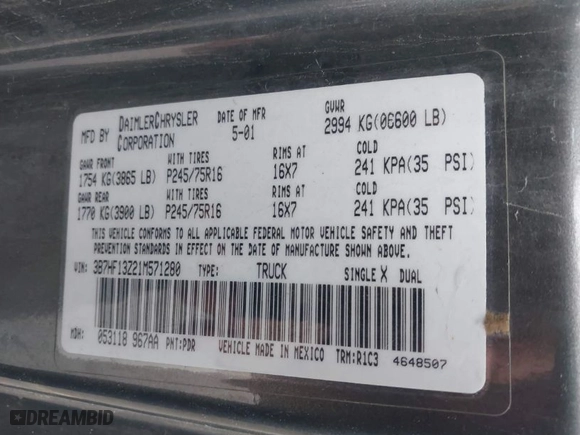 MFD BY DAIMLERCHRYSLER CORPORATION DATE OF MFR 5-01 GVWR 2994 KG(06600 LB)
GAWR FRONT WITH TIRES RIMS AT COLD
1754 KG(3865 LB) P245/75R16 16X7 241 KPA(35 PSI)
GAWR REAR WITH TIRES RIMS AT COLD
1770 KG(3900 LB) P245/75R16 16X7 241 KPA(35 PSI)
THIS VEHICLE CONFORMS TO ALL APPLICABLE FEDERAL MOTOR VEHICLE SAFETY AND THEFT
PREVENTION STANDARDS IN EFFECT ON THE DATE OF MANUFACTURE SHOWN ABOVE.
VIN: 3B7HF13Z21M571280 TYPE: TRUCK SINGLE X DUAL
MDH: 053118 967AA PNT:PDR VEHICLE MADE IN MEXICO TRM:R1C3 4648507
DREAMBID